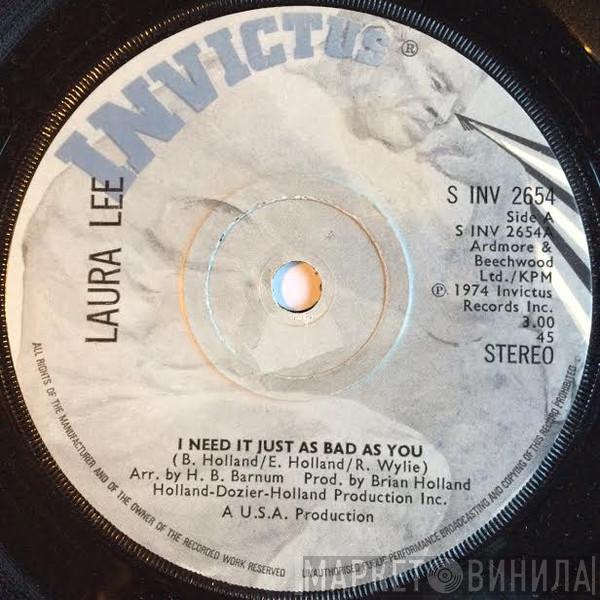 INVICTUS®
LAURA LEE
S INV 2654
Side A
S INV 2654A
Ardmore &
Beechwood
Ltd./KPM
Ⓟ 1974 Invictus
Records Inc.
3.00
45
STEREO
I NEED IT JUST AS BAD AS YOU
(B. Holland/E. Holland/R. Wylie)
Arr. by H. B. Barnum Prod. by Brian Holland
Holland-Dozier-Holland Production Inc.
A U.S.A. Production
ALL RIGHTS OF THE MANUFACTURER AND OF THE OWNER OF THE RECORDED WORK RESERVED
UNAUTHORISED USE OF PERFORMANCE BROADCASTING AND COPYING OF THIS RECORD PROHIBITED
МАРКЕТ ВИНИЛА